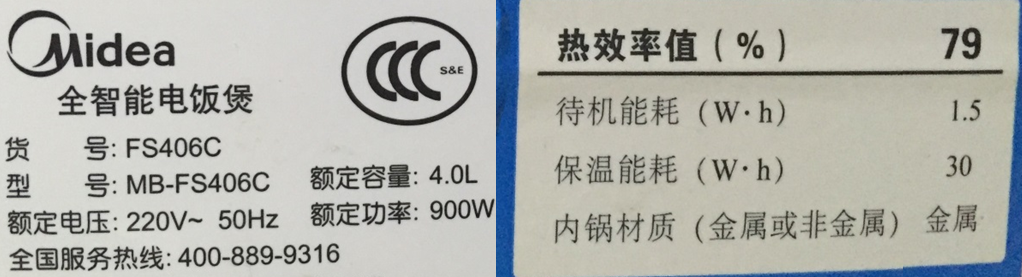 Midea
全智能电饭煲
CCC S&E
货 号: FS406C
型 号: MB-FS406C 额定容量: 4.0L
额定电压: 220V~ 50Hz 额定功率: 900W
全国服务热线: 400-889-9316
热效率值 (%) 79
待机能耗 (W·h) 1.5
保温能耗 (W·h) 30
内锅材质 (金属或非金属) 金属